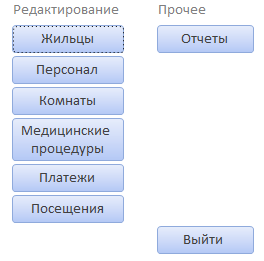 Редактирование
Жильцы
Персонал
Комнаты
Медицинские
процедуры
Платежи
Посещения
Прочее
Отчеты
Выйти